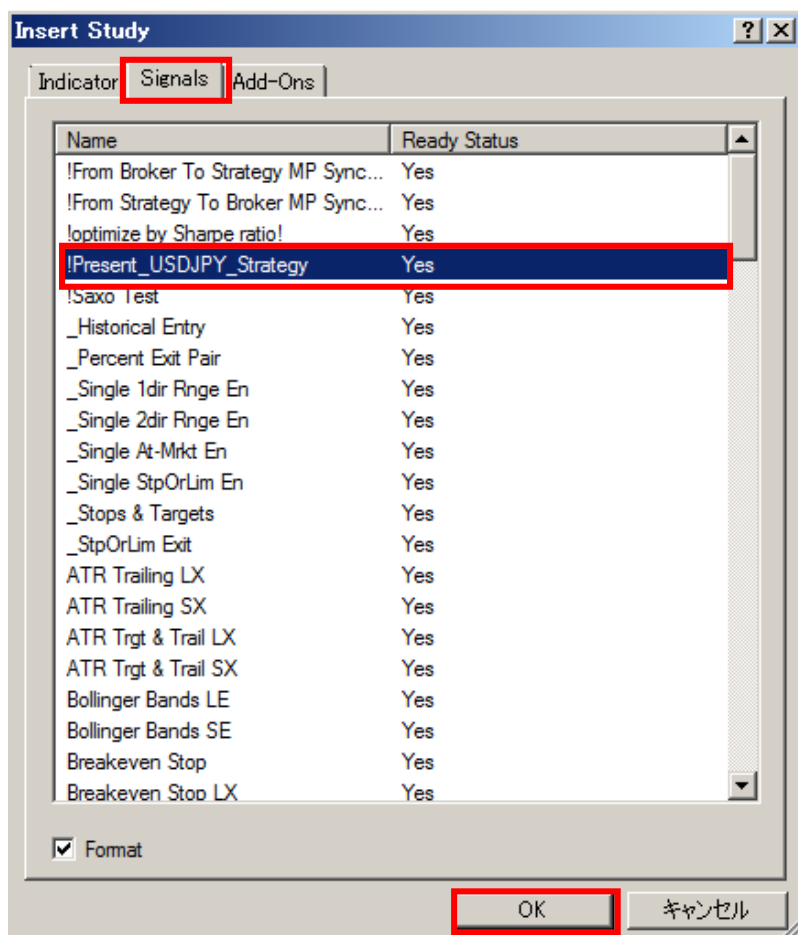 Insert Study
Indicator Signals Add-Ons
Name Ready Status
!From Broker To Strategy MP Sync... Yes
!From Strategy To Broker MP Sync... Yes
!optimize by Sharpe ratio! Yes
!Present_USDJPY_Strategy Yes
!Saxo Test Yes
_Historical Entry Yes
_Percent Exit Pair Yes
_Single 1dir Rnge En Yes
_Single 2dir Rnge En Yes
_Single At-Mrkt En Yes
_Single StpOrLim En Yes
_Stops & Targets Yes
_StpOrLim Exit Yes
ATR Trailing LX Yes
ATR Trailing SX Yes
ATR Trgt & Trail LX Yes
ATR Trgt & Trail SX Yes
Bollinger Bands LE Yes
Bollinger Bands SE Yes
Breakeven Stop Yes
Breakeven Stop LX Yes
Format
OK キャンセル